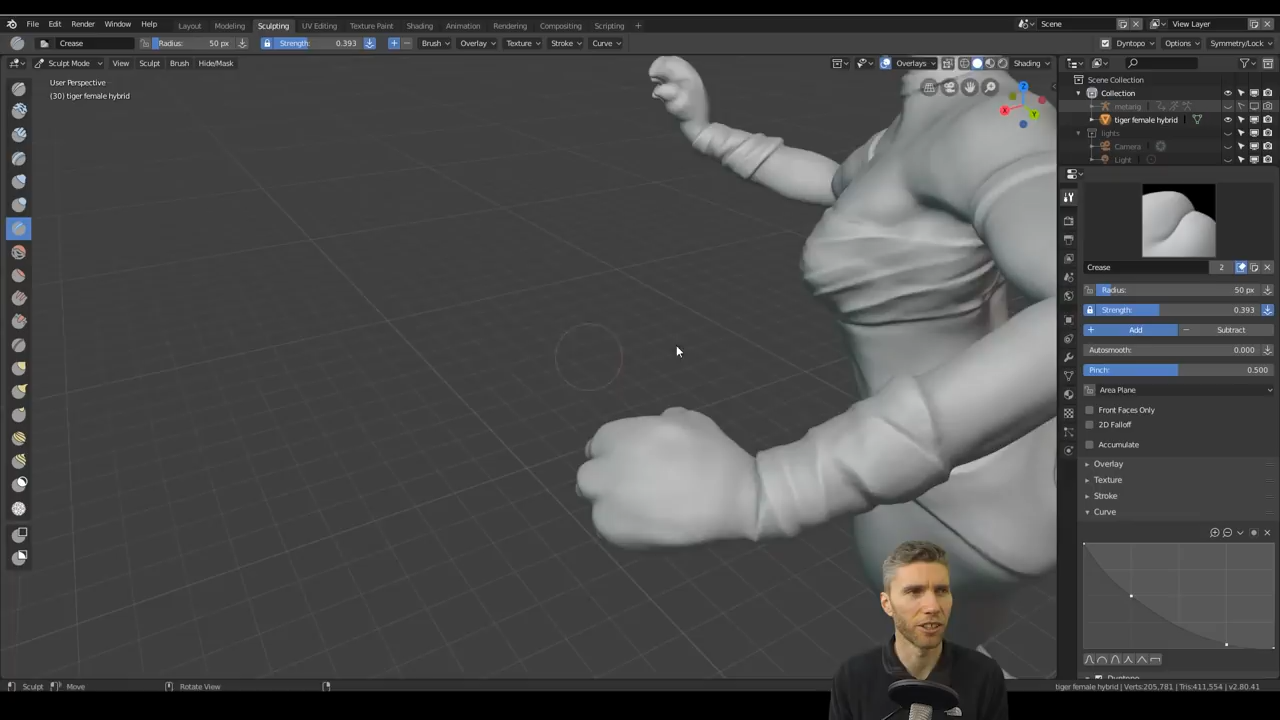 File Edit Render Window Help Layout Modeling Sculpting UV Editing Texture Paint Shading Animation Rendering Compositing Scripting + Scene View Layer
Crease Radius: 50 px Strength: 0.393 + − Brush Overlay Texture Stroke Curve Dyntopo Options Symmetry/Lock
Sculpt Mode View Sculpt Brush Hide/Mask Overlays Shading
User Perspective
(30) tiger female hybrid
Z
X
Y
Scene Collection
Collection
metarig
tiger female hybrid
lights
Camera
Light
Crease 2
Radius: 50 px
Strength: 0.393
+ Add − Subtract
Autosmooth: 0.000
Pinch: 0.500
Area Plane
Front Faces Only
2D Falloff
Accumulate
Overlay
Texture
Stroke
Curve
Sculpt Move Rotate View tiger female hybrid | Verts:205,781 | Tris:411,554 | v2.80.41